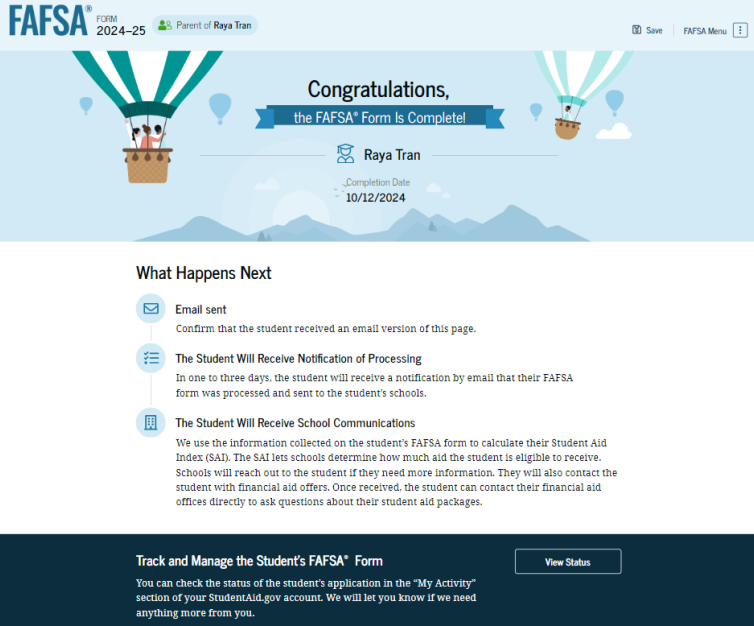 FAFSA®
FORM
2024–25
Parent of Raya Tran
Save
FAFSA Menu
Congratulations,
the FAFSA® Form Is Complete!
Raya Tran
Completion Date
10/12/2024
What Happens Next
Email sent
Confirm that the student received an email version of this page.
The Student Will Receive Notification of Processing
In one to three days, the student will receive a notification by email that their FAFSA
form was processed and sent to the student's schools.
The Student Will Receive School Communications
We use the information collected on the student's FAFSA form to calculate their Student Aid
Index (SAI). The SAI lets schools determine how much aid the student is eligible to receive.
Schools will reach out to the student if they need more information. They will also contact the
student with financial aid offers. Once received, the student can contact their financial aid
offices directly to ask questions about their student aid packages.
Track and Manage the Student's FAFSA® Form
View Status
You can check the status of the student's application in the “My Activity”
section of your StudentAid.gov account. We will let you know if we need
anything more from you.